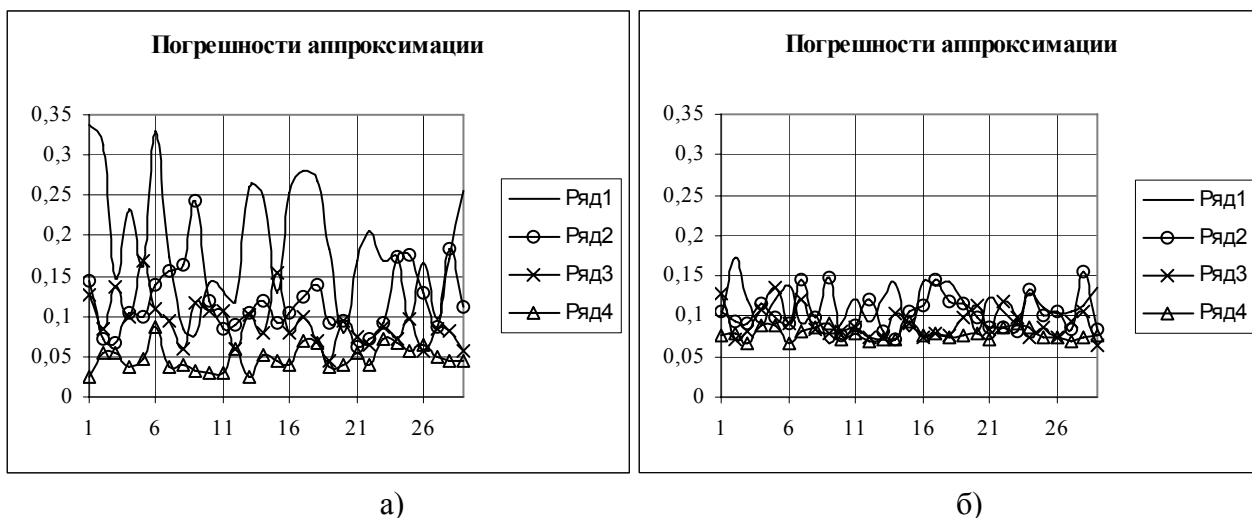 Погрешности аппроксимации
0,35
0,3
0,25
0,2
0,15
0,1
0,05
0
1 6 11 16 21 26
Ряд1
Ряд2
Ряд3
Ряд4
а)
Погрешности аппроксимации
0,35
0,3
0,25
0,2
0,15
0,1
0,05
0
1 6 11 16 21 26
Ряд1
Ряд2
Ряд3
Ряд4
б)